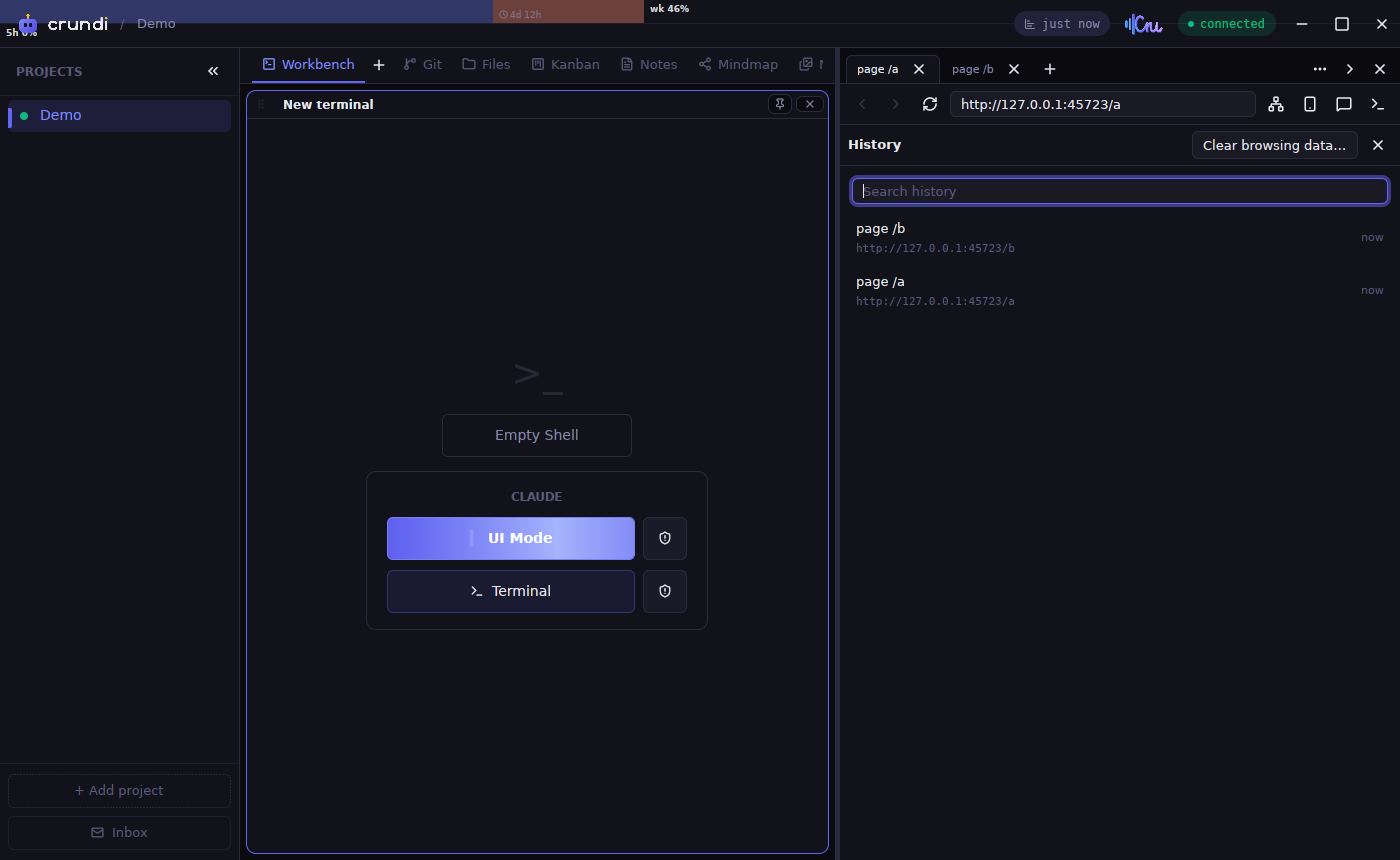 4d 12h
wk 46%
crundi / Demo
just now
Cru
connected
PROJECTS
Demo
+ Add project
Inbox
Workbench
Git
Files
Kanban
Notes
Mindmap
New terminal
>_
Empty Shell
CLAUDE
UI Mode
Terminal
page /a
page /b
http://127.0.0.1:45723/a
History
Clear browsing data...
Search history
page /b
now
http://127.0.0.1:45723/b
page /a
now
http://127.0.0.1:45723/a